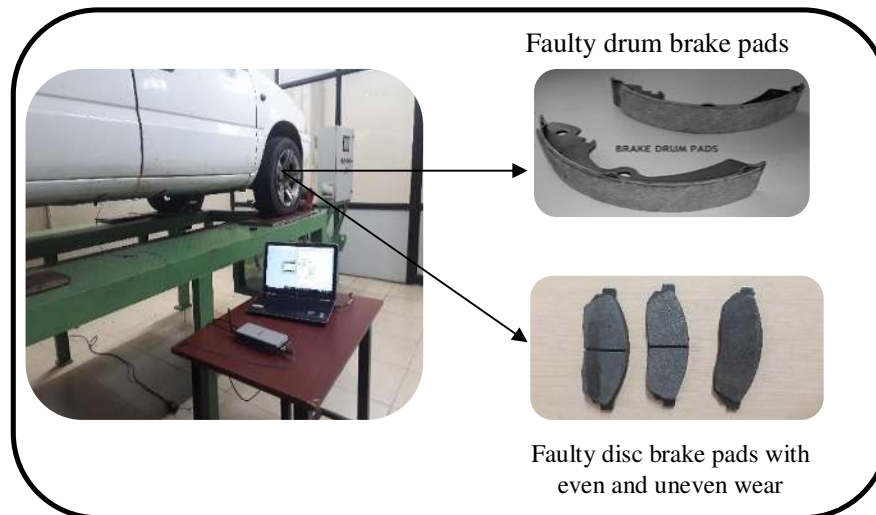 Faulty drum brake pads
BRAKE DRUM PADS
Faulty disc brake pads with
even and uneven wear